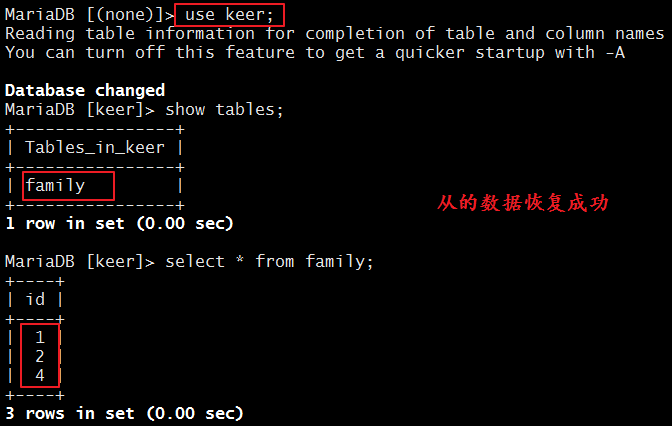 MariaDB [(none)]> use keer;
Reading table information for completion of table and column names
You can turn off this feature to get a quicker startup with -A
Database changed
MariaDB [keer]> show tables;
+----------------+
| Tables_in_keer |
+----------------+
| family         |
+----------------+
从的数据恢复成功
1 row in set (0.00 sec)
MariaDB [keer]> select * from family;
+----+
| id |
+----+
|  1 |
|  2 |
|  4 |
+----+
3 rows in set (0.00 sec)